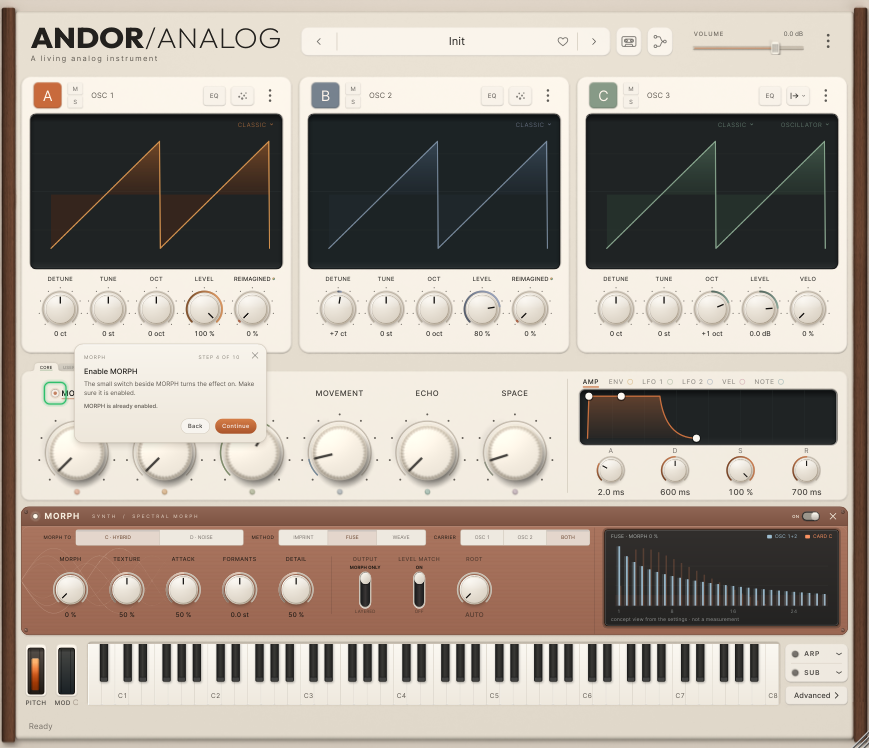 ANDOR/ANALOG
A living analog instrument
Init
VOLUME 0.0 dB
A M S OSC 1 EQ
B M S OSC 2 EQ
C M S OSC 3 EQ
CLASSIC
CLASSIC
CLASSIC OSCILLATOR
DETUNE TUNE OCT LEVEL REIMAGINED
0 ct 0 st 0 oct 100 % 0 %
DETUNE TUNE OCT LEVEL REIMAGINED
+7 ct 0 st 0 oct 80 % 0 %
DETUNE TUNE OCT LEVEL VELO
0 ct 0 st +1 oct 0.0 dB 0 %
MORPH STEP 4 OF 10
Enable MORPH
The small switch beside MORPH turns the effect on. Make
sure it is enabled.
MORPH is already enabled.
Back Continue
CORE
MO
MOVEMENT ECHO SPACE
AMP ENV LFO 1 LFO 2 VEL NOTE
A D S R
2.0 ms 600 ms 100 % 700 ms
MORPH SYNTH / SPECTRAL MORPH ON
MORPH TO C · HYBRID D · NOISE METHOD IMPRINT FUSE WEAVE CARRIER OSC 1 OSC 2 BOTH
MORPH TEXTURE ATTACK FORMANTS DETAIL
0 % 50 % 50 % 0.0 st 50 %
OUTPUT LEVEL MATCH ROOT
MORPH ONLY ON
LAYERS OFF AUTO
FUSE · MORPH 0 % OSC 1+2 CARD C
1 8 16 24
concept view from the settings · not a measurement
C1 C2 C3 C4 C5 C6 C7 C8
PITCH MOD
ARP
SUB
Advanced
Ready